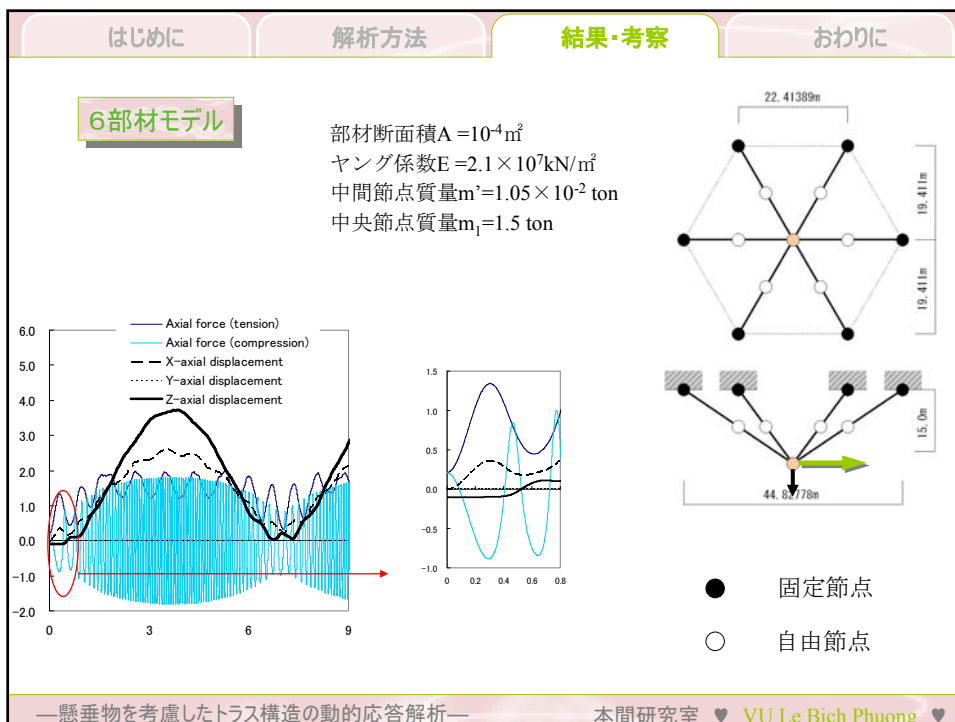 はじめに
解析方法
結果・考察
おわりに
6部材モデル
部材断面積A =10-4㎡
ヤング係数E =2.1×107kN/㎡
中間節点質量m’=1.05×10-2 ton
中央節点質量m1=1.5 ton
22.41389m
19.411m
19.411m
6.0
5.0
4.0
3.0
2.0
1.0
0.0
-1.0
-2.0
0
3
6
9
Axial force (tension)
Axial force (compression)
X-axial displacement
Y-axial displacement
Z-axial displacement
1.5
1.0
0.5
0.0
-0.5
-1.0
0
0.2
0.4
0.6
0.8
15.0m
44.82778m
固定節点
自由節点
―懸垂物を考慮したトラス構造の動的応答解析―
本間研究室 ♥ VU Le Bich Phuong ♥